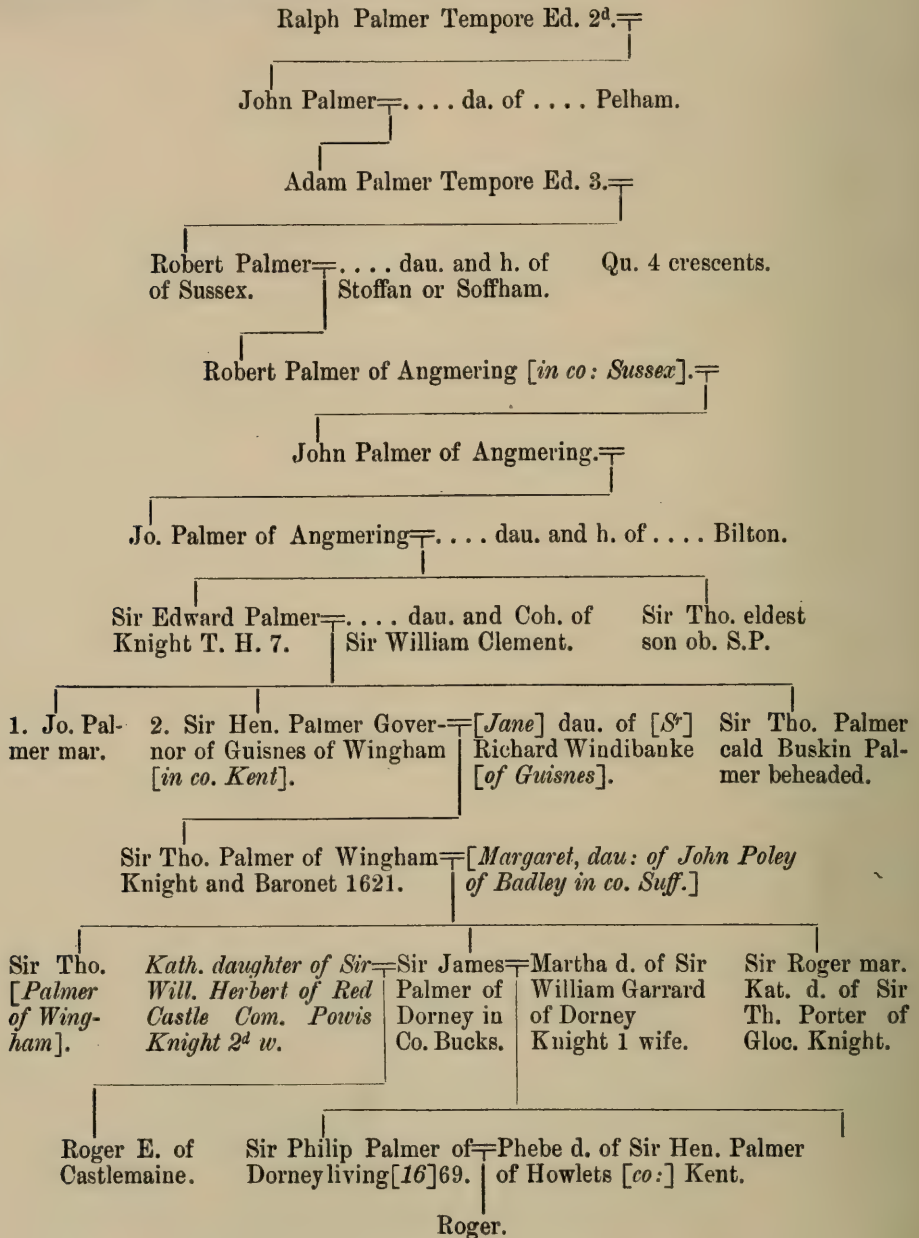 Ralph Palmer Tempore Ed. 2d.
John Palmer=. . . . da. of . . . . Pelham.
Adam Palmer Tempore Ed. 3.=
Robert Palmer=. . . . dau. and h. of Qu. 4 crescents.
of Sussex. Stoffan or Soffham.
Robert Palmer of Angmering [in co: Sussex].=
John Palmer of Angmering.=
Jo. Palmer of Angmering=. . . . dau. and h. of . . . . Bilton.
Sir Edward Palmer=. . . . dau. and Coh. of Sir Tho. eldest
Knight T. H. 7. Sir William Clement. son ob. S.P.
1. Jo. Pal- 2. Sir Hen. Palmer Gover-=[Jane] dau. of [Sr] Sir Tho. Palmer
mer mar. nor of Guisnes of Wingham Richard Windibanke cald Buskin Pal-
[in co. Kent]. [of Guisnes]. mer beheaded.
Sir Tho. Palmer of Wingham=[Margaret, dau: of John Poley
Knight and Baronet 1621. of Badley in co. Suff.]
Sir Tho. Kath. daughter of Sir=Sir James=Martha d. of Sir Sir Roger mar.
[Palmer Will. Herbert of Red Palmer of William Garrard Kat. d. of Sir
of Wing- Castle Com. Powis Dorney in of Dorney Th. Porter of
ham]. Knight 2d w. Co. Bucks. Knight 1 wife. Gloc. Knight.
Roger E. of Sir Philip Palmer of=Phebe d. of Sir Hen. Palmer
Castlemaine. Dorney living [16]69. of Howlets [co:] Kent.
Roger.